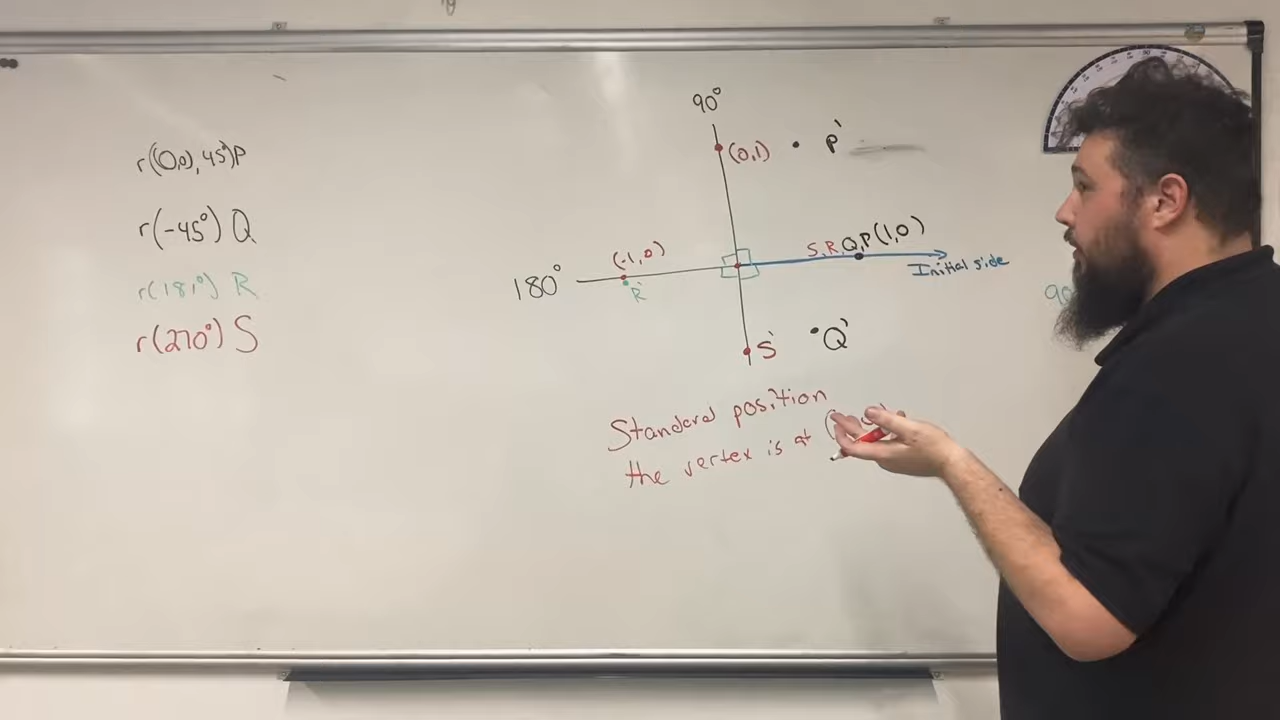 r((0,0),45°)P
r(-45°) Q
r(181°) R
r(270°) S
90°
(0,1)
P'
(-1,0)
S,R,Q,P(1,0)
180°
R'
Initial side
S'
Q'
Standard position
the vertex is at
90